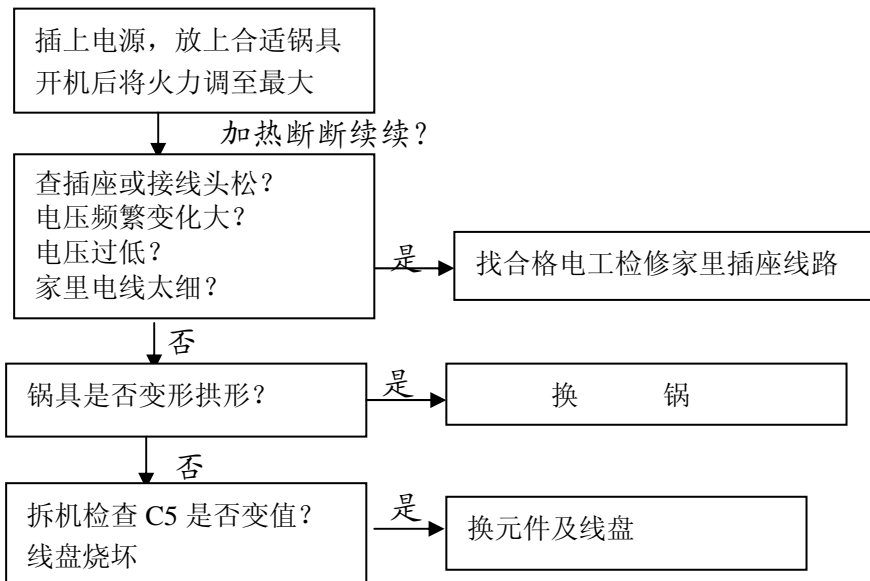 插上电源，放上合适锅具
开机后将火力调至最大
加热断断续续？
查插座或接线头松？
电压频繁变化大？
电压过低？
家里电线太细？
是
找合格电工检修家里插座线路
否
锅具是否变形拱形？
是
换 锅
否
拆机检查 C5 是否变值？
线盘烧坏
是
换元件及线盘